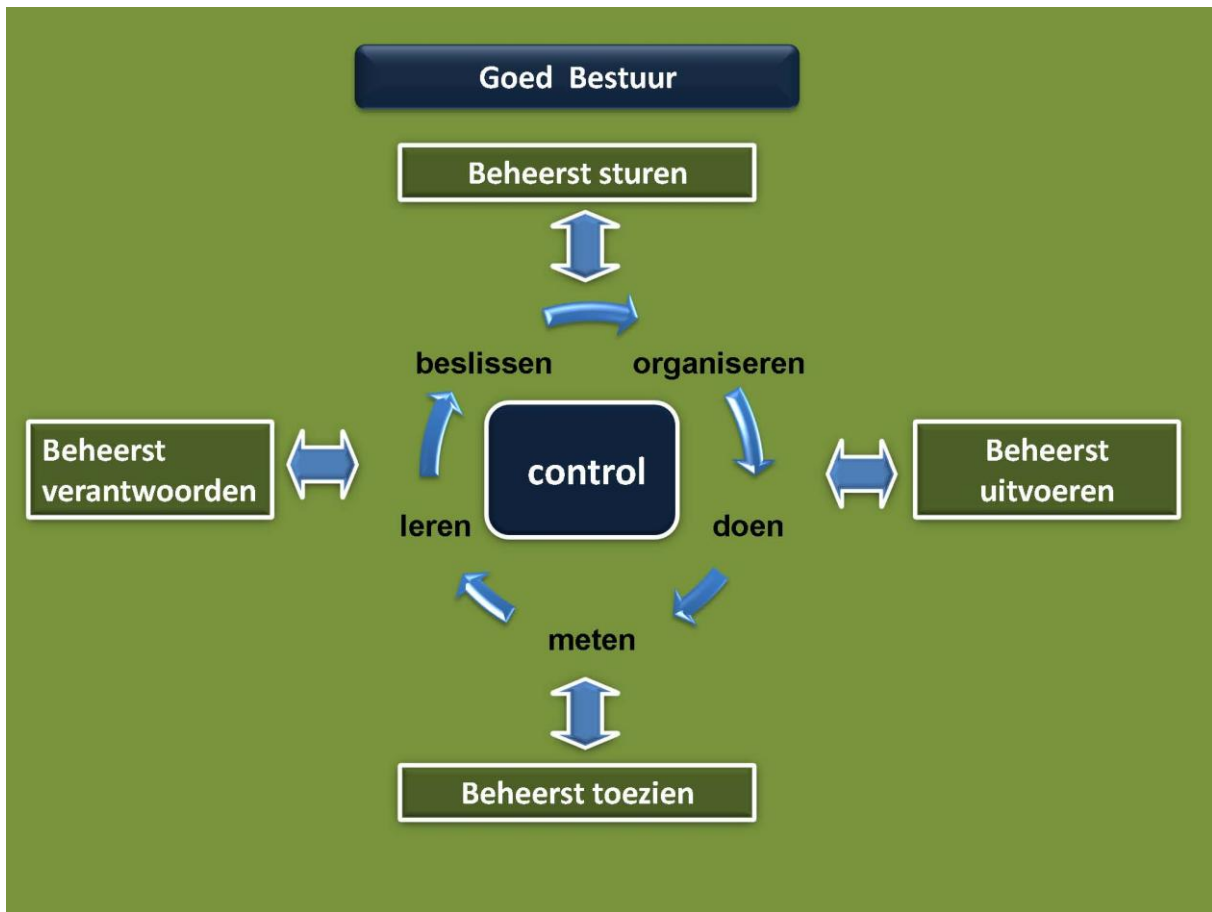 Goed Bestuur
Beheerst sturen
beslissen
organiseren
Beheerst
verantwoorden
control
Beheerst
uitvoeren
leren
doen
meten
Beheerst toezien